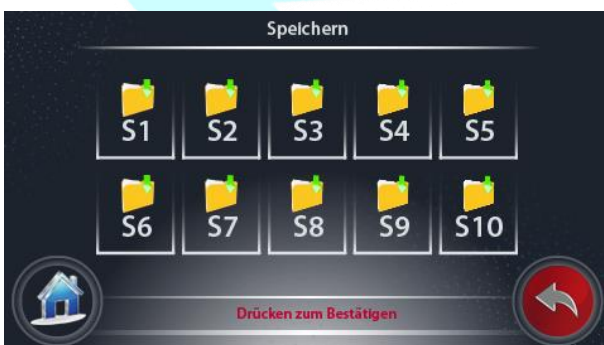 Speichern
S1 S2 S3 S4 S5
S6 S7 S8 S9 S10
Drücken zum Bestätigen